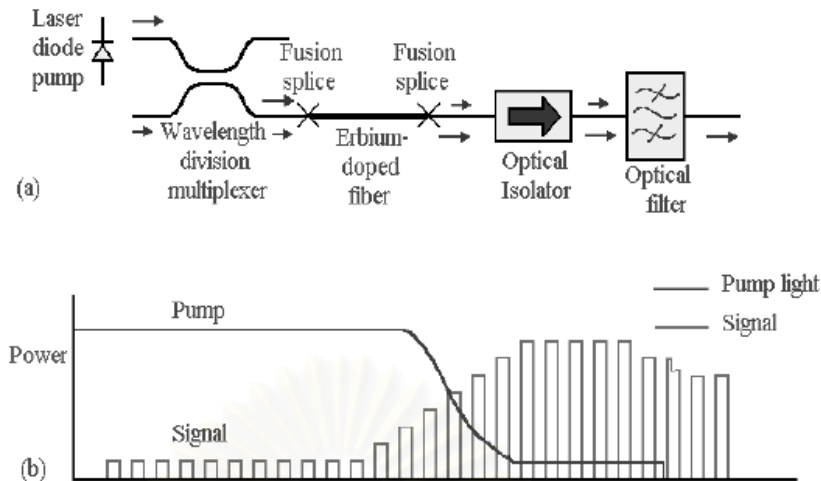 Laser
diode
pump
Fusion
splice
Fusion
splice
Wavelength
division
multiplexer
Erbium-
doped
fiber
Optical
Isolator
Optical
filter
(a)
Pump light
Signal
Pump
Power
Signal
(b)